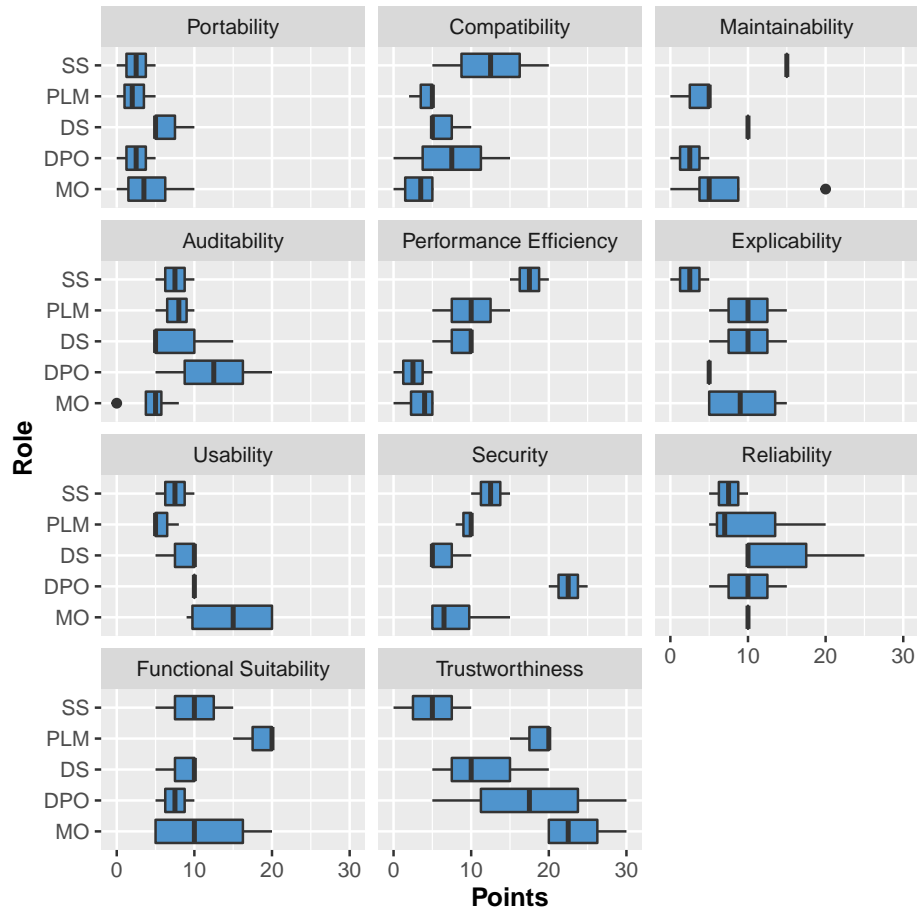 Portability
Compatibility
Maintainability
SS
PLM
DS
DPO
MO
Auditability
Performance Efficiency
Explicability
SS
PLM
DS
DPO
MO
Usability
Security
Reliability
SS
PLM
DS
DPO
MO
0 10 20 30
Functional Suitability
Trustworthiness
SS
PLM
DS
DPO
MO
0 10 20 30
0 10 20 30
Role
Points